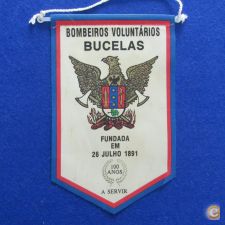 BOMBEIROS VOLUNTÁRIOS
BUCELAS
FUNDADA
EM
26 JULHO 1891
100
ANOS
A SERVIR